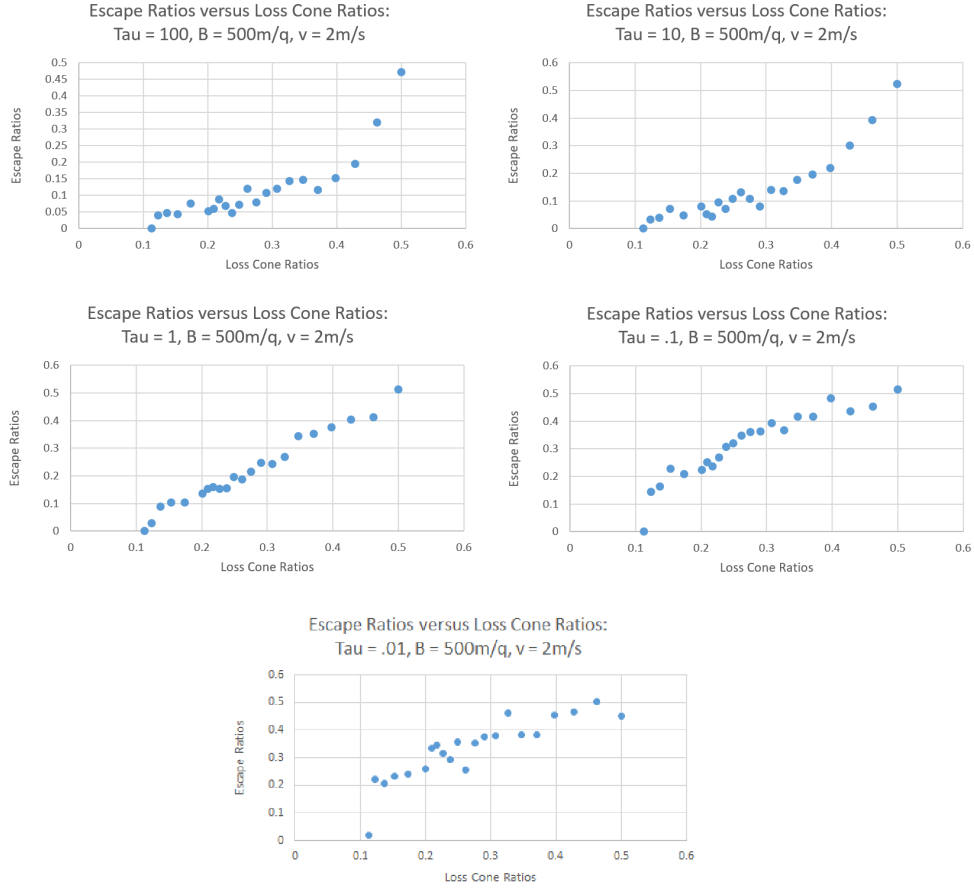 Escape Ratios versus Loss Cone Ratios:
Tau = 100, B = 500m/q, v = 2m/s
0.5
0.45
0.4
0.35
0.3
0.25
0.2
0.15
0.1
0.05
0
Escape Ratios
0 0.1 0.2 0.3 0.4 0.5 0.6
Loss Cone Ratios
Escape Ratios versus Loss Cone Ratios:
Tau = 10, B = 500m/q, v = 2m/s
0.6
0.5
0.4
0.3
0.2
0.1
0
Escape Ratios
0 0.1 0.2 0.3 0.4 0.5 0.6
Loss Cone Ratios
Escape Ratios versus Loss Cone Ratios:
Tau = 1, B = 500m/q, v = 2m/s
0.6
0.5
0.4
0.3
0.2
0.1
0
Escape Ratios
0 0.1 0.2 0.3 0.4 0.5 0.6
Loss Cone Ratios
Escape Ratios versus Loss Cone Ratios:
Tau = .1, B = 500m/q, v = 2m/s
0.6
0.5
0.4
0.3
0.2
0.1
0
Escape Ratios
0 0.1 0.2 0.3 0.4 0.5 0.6
Loss Cone Ratios
Escape Ratios versus Loss Cone Ratios:
Tau = .01, B = 500m/q, v = 2m/s
0.6
0.5
0.4
0.3
0.2
0.1
0
Escape Ratios
0 0.1 0.2 0.3 0.4 0.5 0.6
Loss Cone Ratios